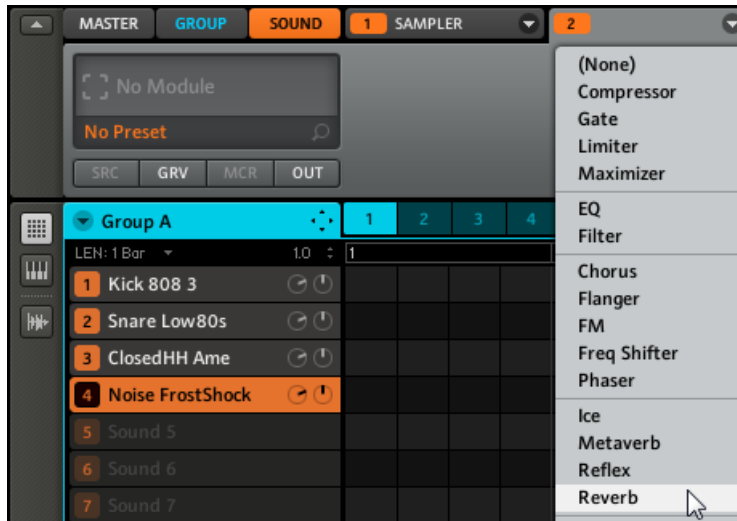 MASTER GROUP SOUND 1 SAMPLER 2
No Module
No Preset
SRC GRV MCR OUT
Group A 1 2 3 4
LEN: 1 Bar 1.0 1
1 Kick 808 3
2 Snare Low80s
3 ClosedHH Ame
4 Noise FrostShock
5 Sound 5
6 Sound 6
7 Sound 7
(None)
Compressor
Gate
Limiter
Maximizer
EQ
Filter
Chorus
Flanger
FM
Freq Shifter
Phaser
Ice
Metaverb
Reflex
Reverb